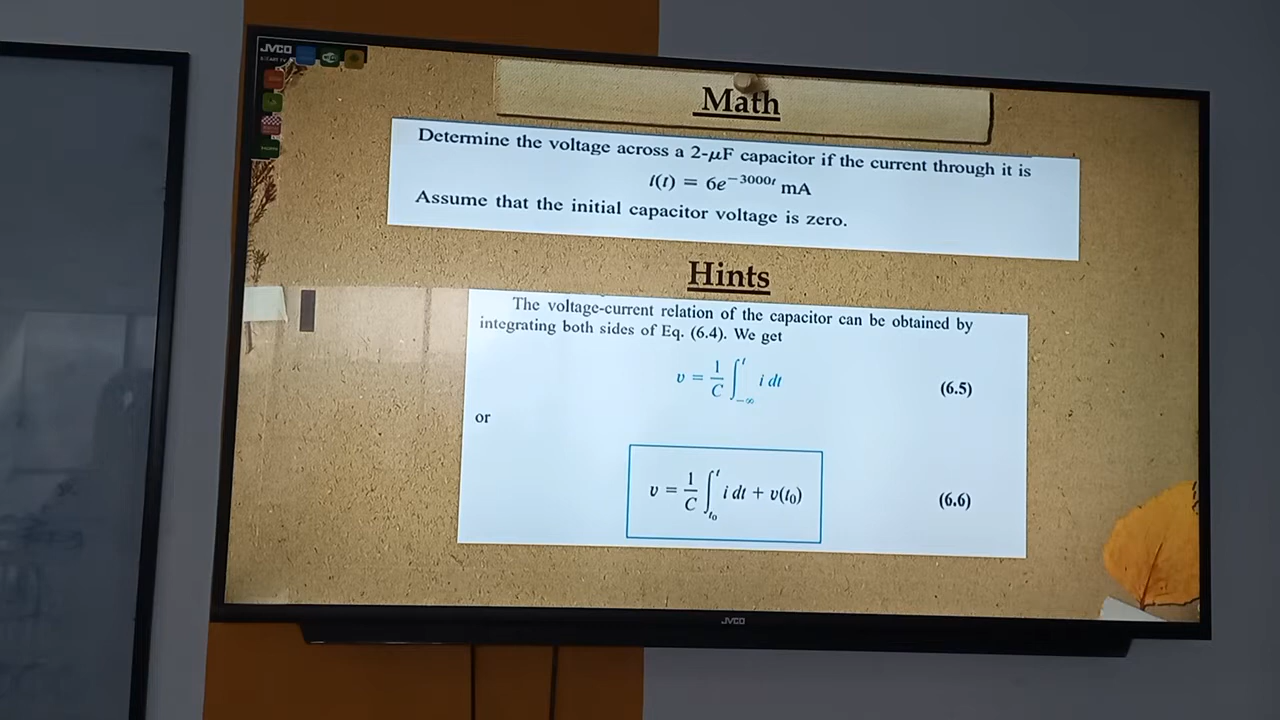 JVCO
Math
Determine the voltage across a 2-μF capacitor if the current through it is
i(t) = 6e^−3000t mA
Assume that the initial capacitor voltage is zero.
Hints
The voltage-current relation of the capacitor can be obtained by
integrating both sides of Eq. (6.4). We get
υ = 1/C ∫_−∞^t i dt (6.5)
or
υ = 1/C ∫_t₀^t i dt + υ(t₀) (6.6)
JVCO